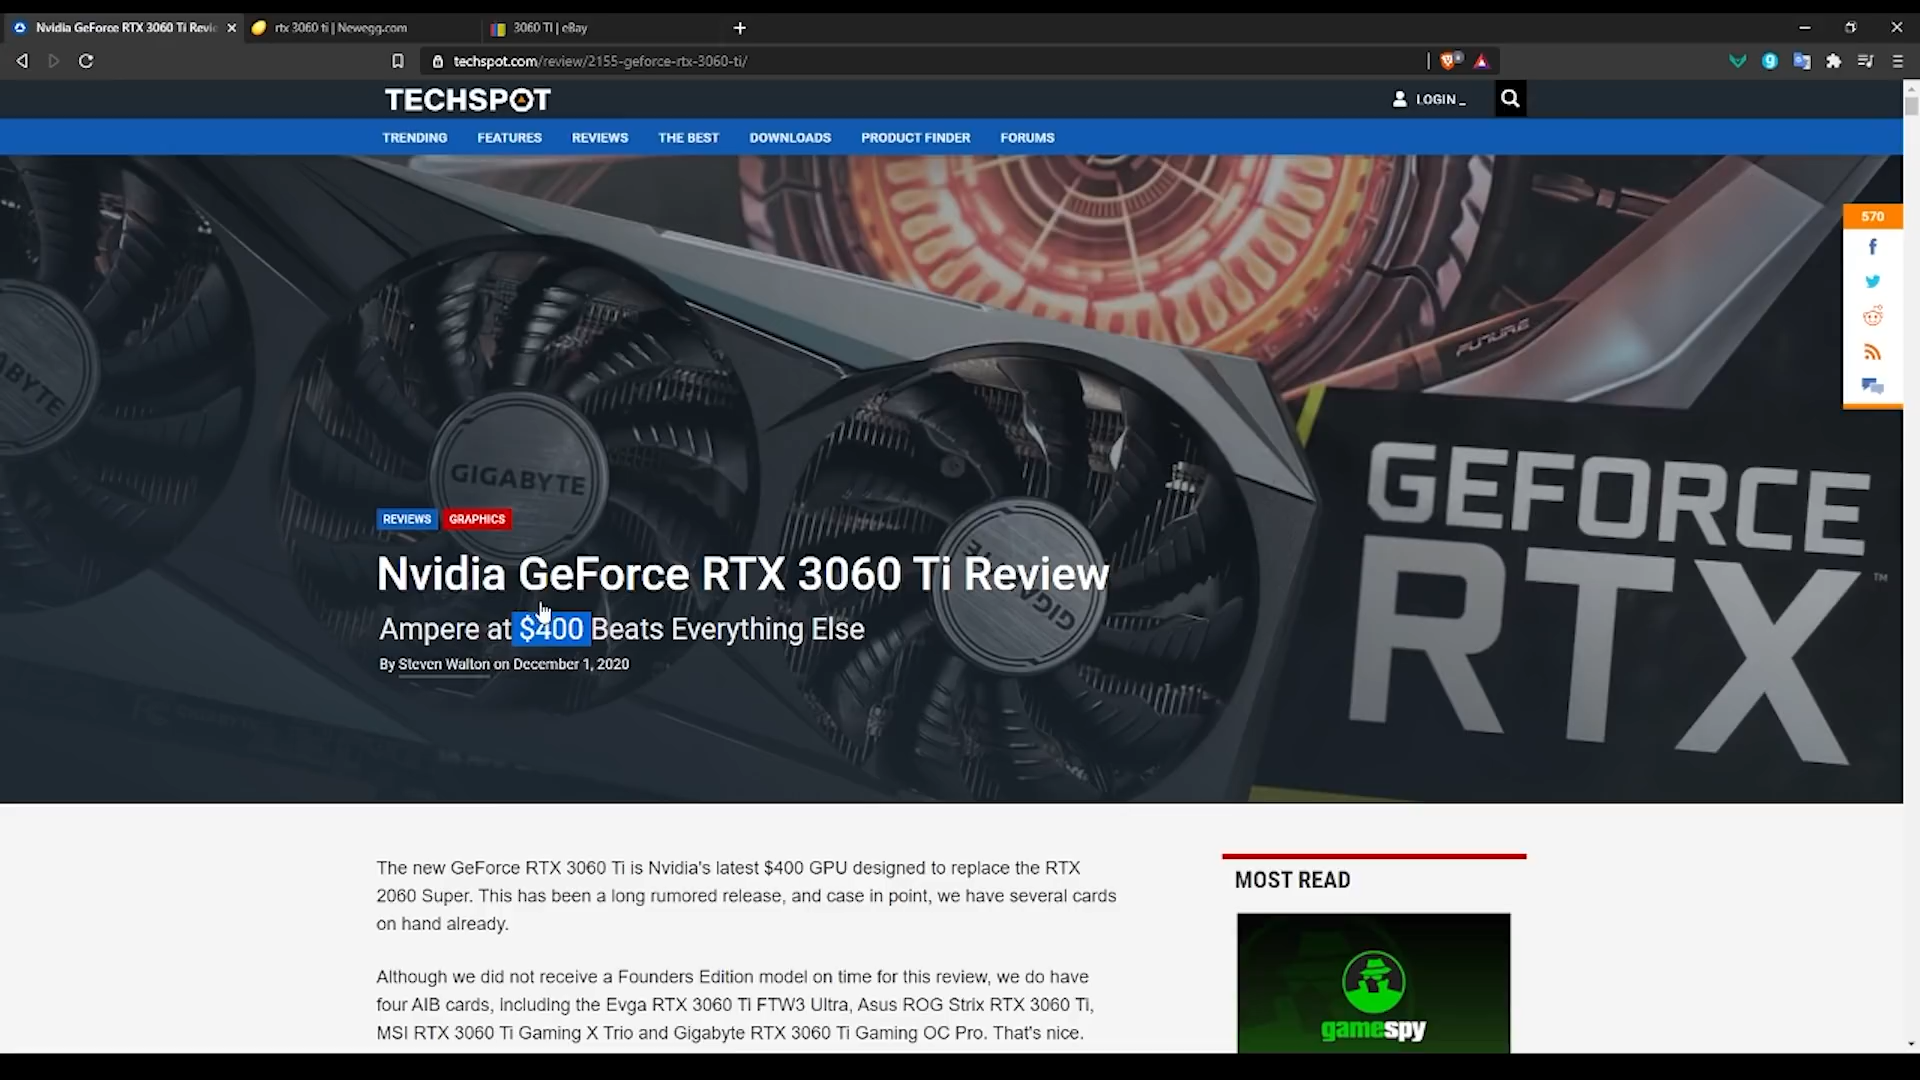 Nvidia GeForce RTX 3060 Ti Revie
rtx 3060 ti | Newegg.com
3060 TI | eBay
techspot.com/review/2155-geforce-rtx-3060-ti/
TECHSPOT
LOGIN_
TRENDING
FEATURES
REVIEWS
THE BEST
DOWNLOADS
PRODUCT FINDER
FORUMS
570
GIGABYTE
GIGABYTE
GEFORCE
RTX™
REVIEWS
GRAPHICS
Nvidia GeForce RTX 3060 Ti Review
Ampere at $400 Beats Everything Else
By Steven Walton on December 1, 2020
The new GeForce RTX 3060 Ti is Nvidia's latest $400 GPU designed to replace the RTX
2060 Super. This has been a long rumored release, and case in point, we have several cards
on hand already.
Although we did not receive a Founders Edition model on time for this review, we do have
four AIB cards, including the Evga RTX 3060 Ti FTW3 Ultra, Asus ROG Strix RTX 3060 Ti,
MSI RTX 3060 Ti Gaming X Trio and Gigabyte RTX 3060 Ti Gaming OC Pro. That's nice.
MOST READ
gamespy